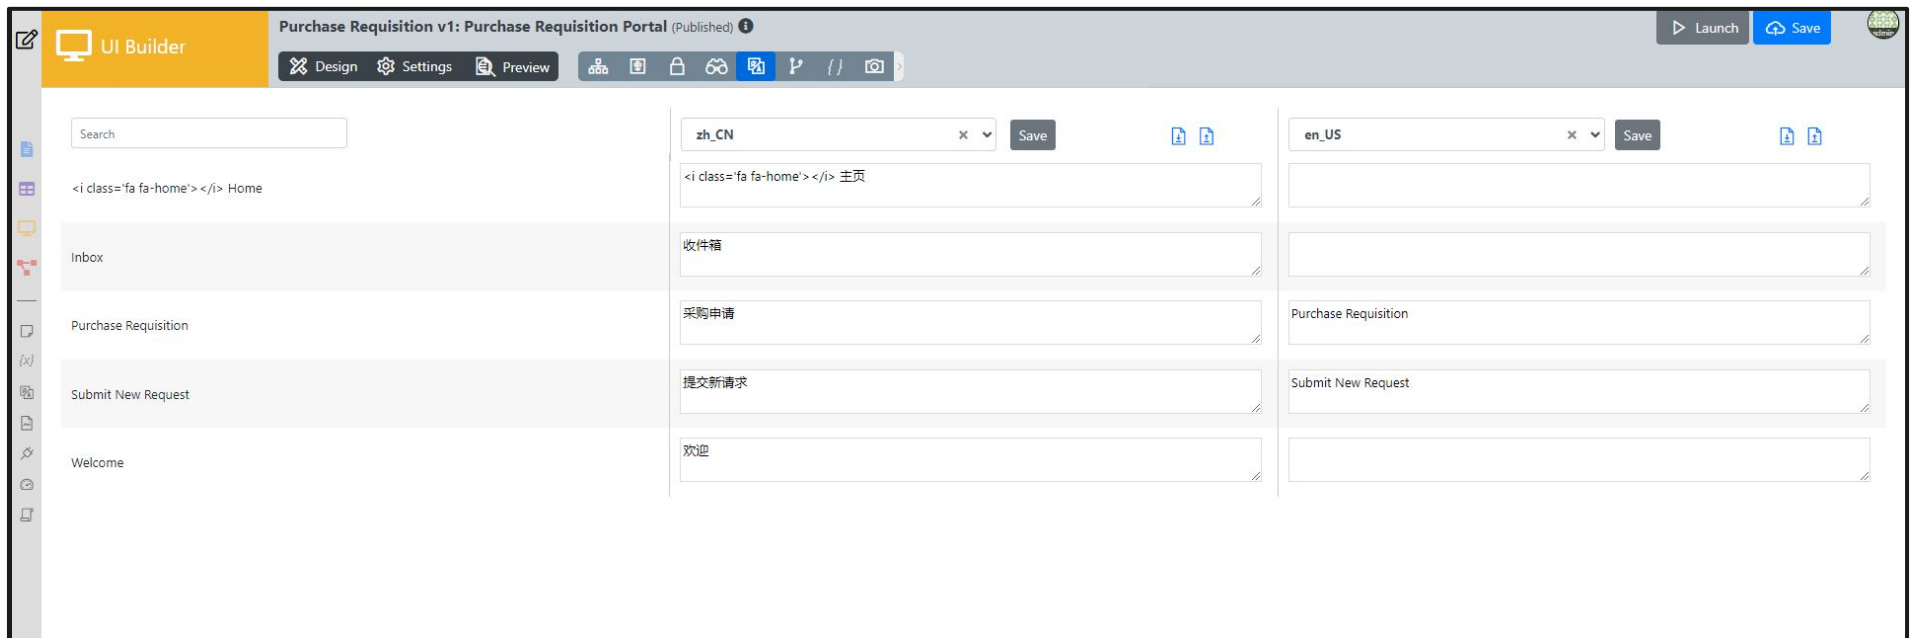 UI Builder
Purchase Requisition v1: Purchase Requisition Portal (Published)
Launch
Save
admin
Design Settings Preview
Search
zh_CN
Save
en_US
Save
<i class='fa fa-home'></i> Home
<i class='fa fa-home'></i> 主页
Inbox
收件箱
Purchase Requisition
采购申请
Purchase Requisition
Submit New Request
提交新请求
Submit New Request
Welcome
欢迎
{x}